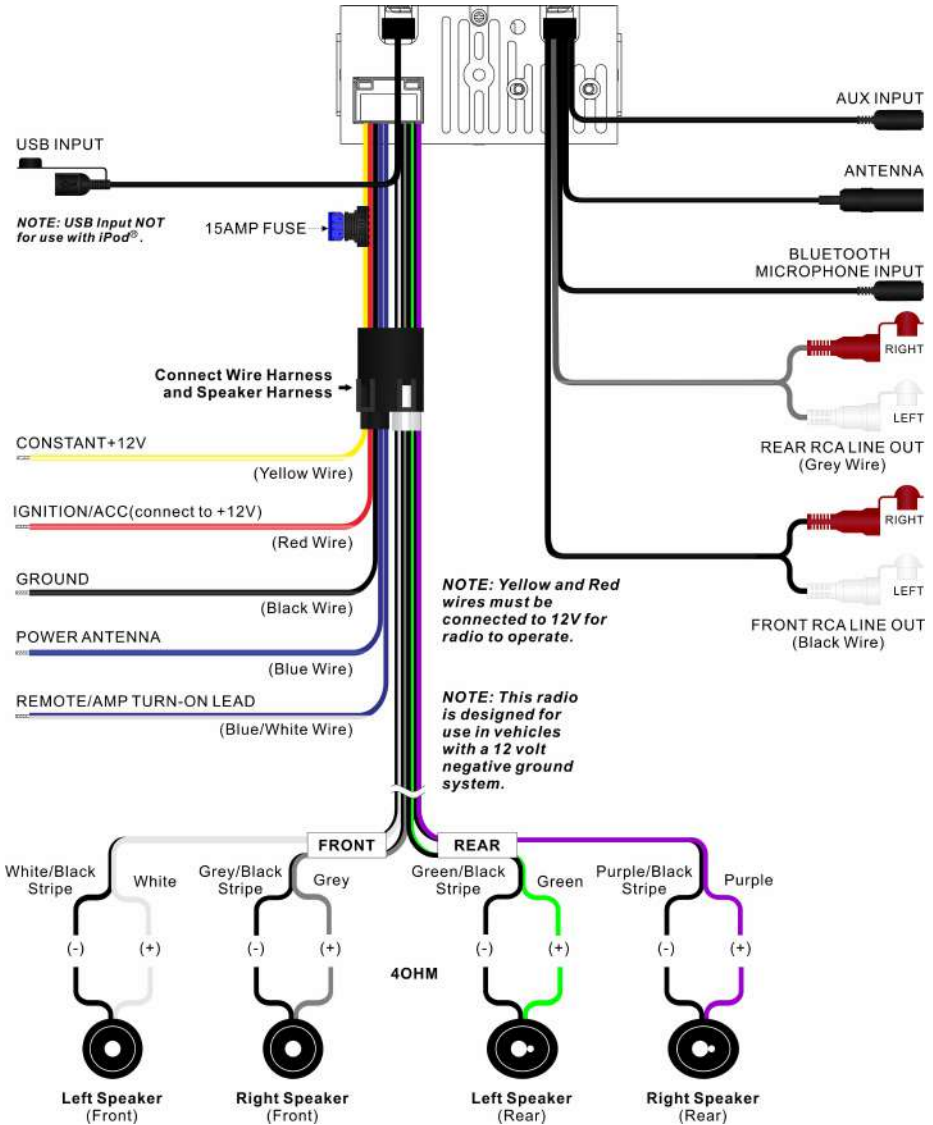 AUX INPUT
USB INPUT
ANTENNA
NOTE: USB Input NOT
for use with iPod®.
15AMP FUSE
BLUETOOTH
MICROPHONE INPUT
RIGHT
LEFT
REAR RCA LINE OUT
(Grey Wire)
Connect Wire Harness
and Speaker Harness
CONSTANT+12V
(Yellow Wire)
IGNITION/ACC(connect to +12V)
(Red Wire)
RIGHT
LEFT
FRONT RCA LINE OUT
(Black Wire)
GROUND
(Black Wire)
NOTE: Yellow and Red
wires must be
connected to 12V for
radio to operate.
POWER ANTENNA
(Blue Wire)
REMOTE/AMP TURN-ON LEAD
(Blue/White Wire)
NOTE: This radio
is designed for
use in vehicles
with a 12 volt
negative ground
system.
FRONT
REAR
White/Black
Stripe
White
Grey/Black
Stripe
Grey
Green/Black
Stripe
Green
Purple/Black
Stripe
Purple
(-)
(+)
(-)
(+)
(-)
(+)
(-)
(+)
4OHM
Left Speaker
(Front)
Right Speaker
(Front)
Left Speaker
(Rear)
Right Speaker
(Rear)